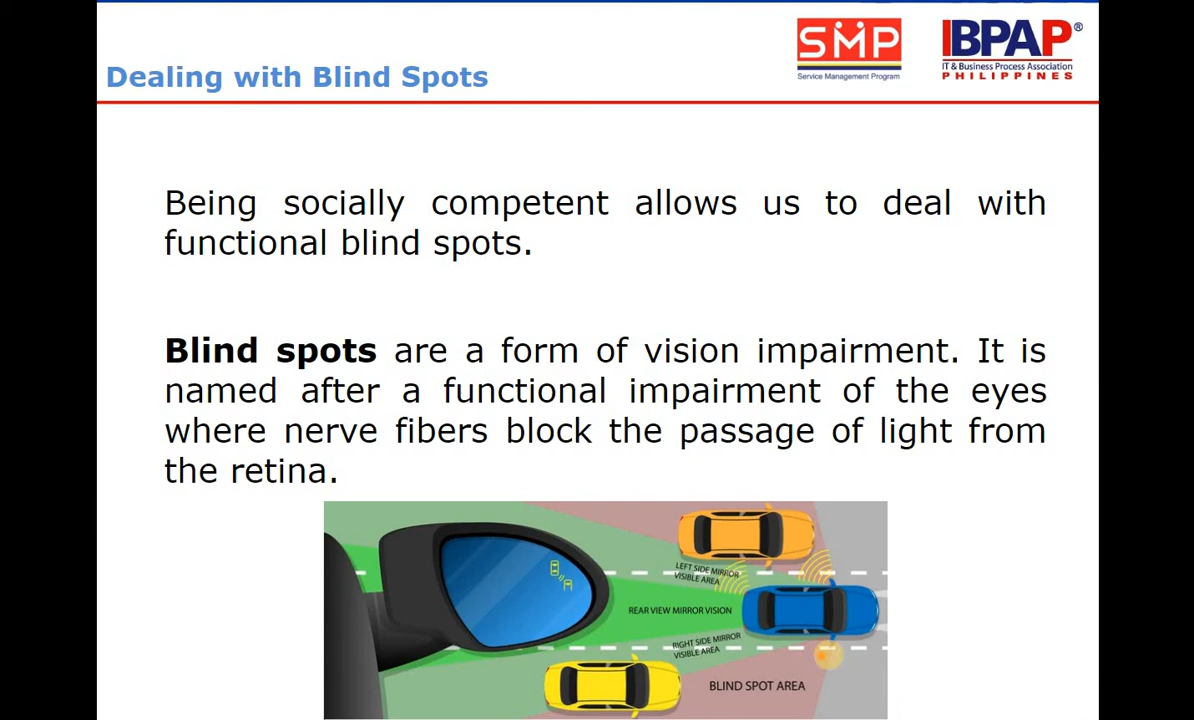 SMP
Service Management Program
IBPAP®
IT & Business Process Association
PHILIPPINES
Dealing with Blind Spots
Being socially competent allows us to deal with
functional blind spots.
Blind spots are a form of vision impairment. It is
named after a functional impairment of the eyes
where nerve fibers block the passage of light from
the retina.
LEFT SIDE MIRROR
VISIBLE AREA
REAR VIEW MIRROR VISION
RIGHT SIDE MIRROR
VISIBLE AREA
BLIND SPOT AREA